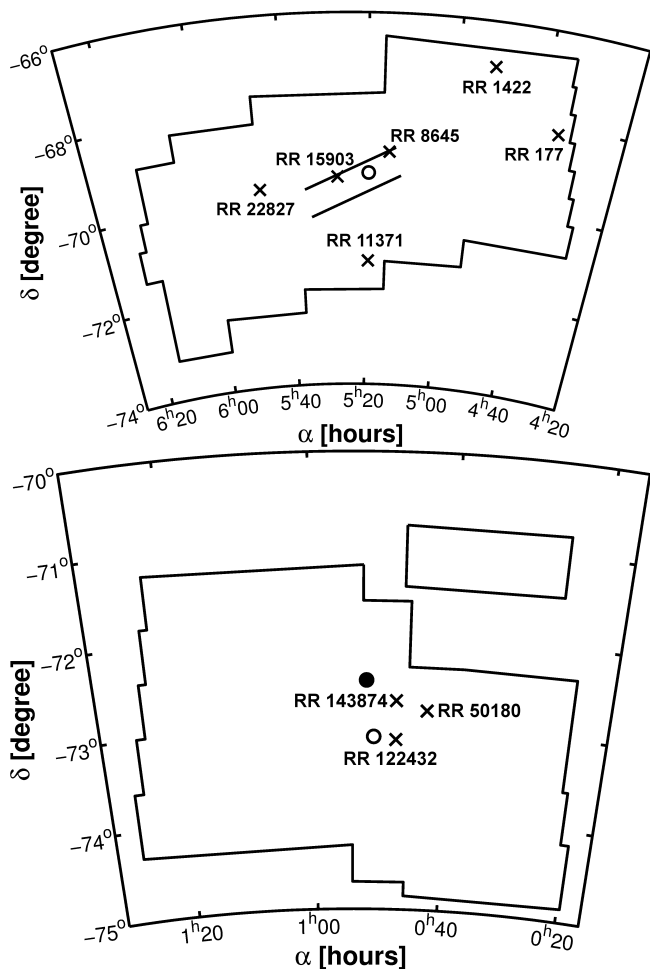 −66°
RR 1422
−68°
RR 8645
RR 15903
RR 177
RR 22827
−70°
RR 11371
δ [degree]
−72°
−74°
6ʰ20 6ʰ00 5ʰ40 5ʰ20 5ʰ00 4ʰ40 4ʰ20
α [hours]
−70°
−71°
−72°
RR 143874
RR 50180
δ [degree]
−73°
RR 122432
−74°
−75°
1ʰ20 1ʰ00 0ʰ40 0ʰ20
α [hours]